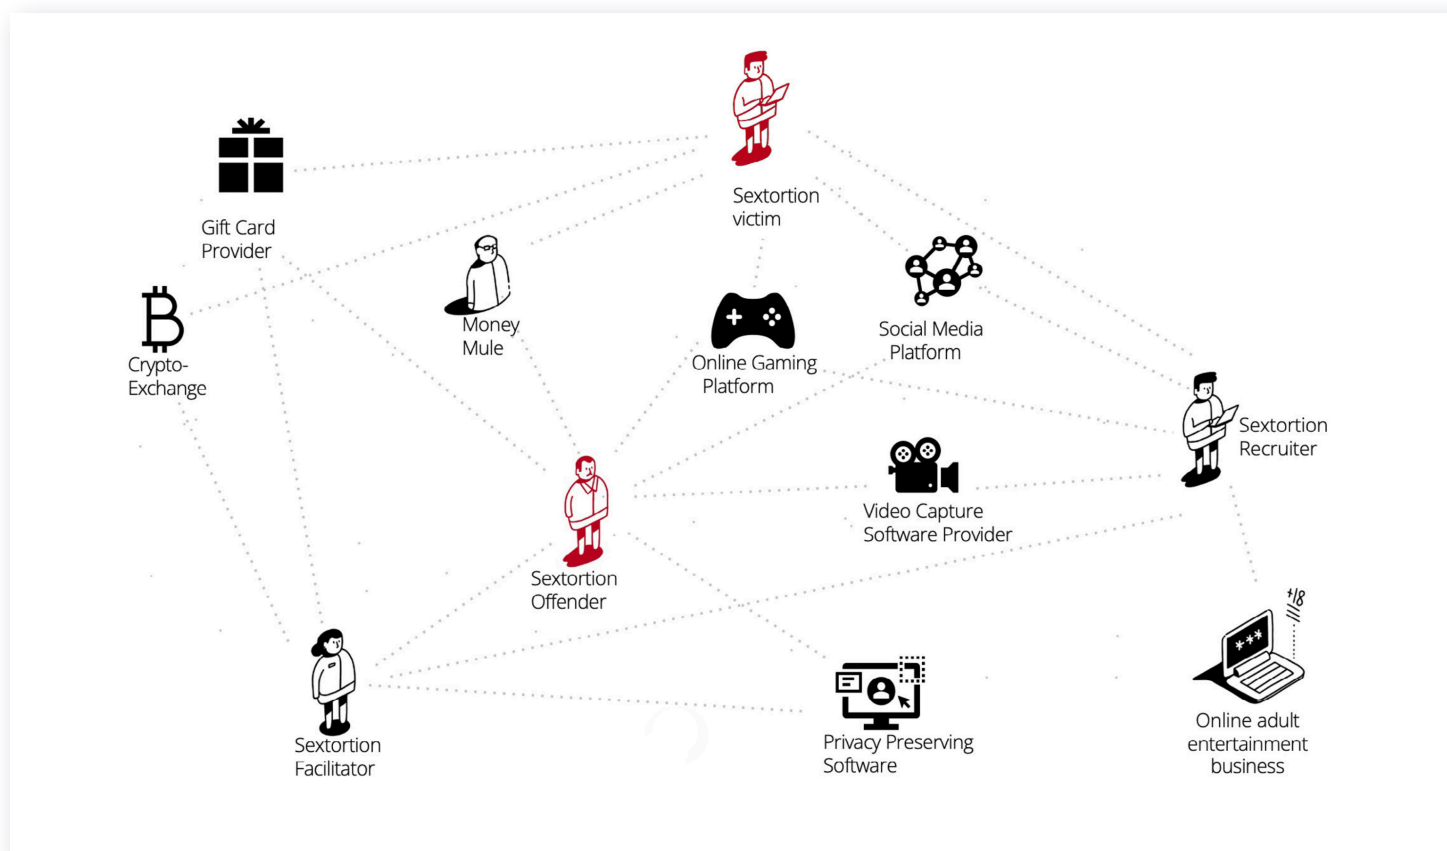 Sextortion
victim
Gift Card
Provider
Money
Mule
Social Media
Platform
Crypto-
Exchange
Online Gaming
Platform
Sextortion
Recruiter
Video Capture
Software Provider
Sextortion
Offender
+18
***
Sextortion
Facilitator
Privacy Preserving
Software
Online adult
entertainment
business